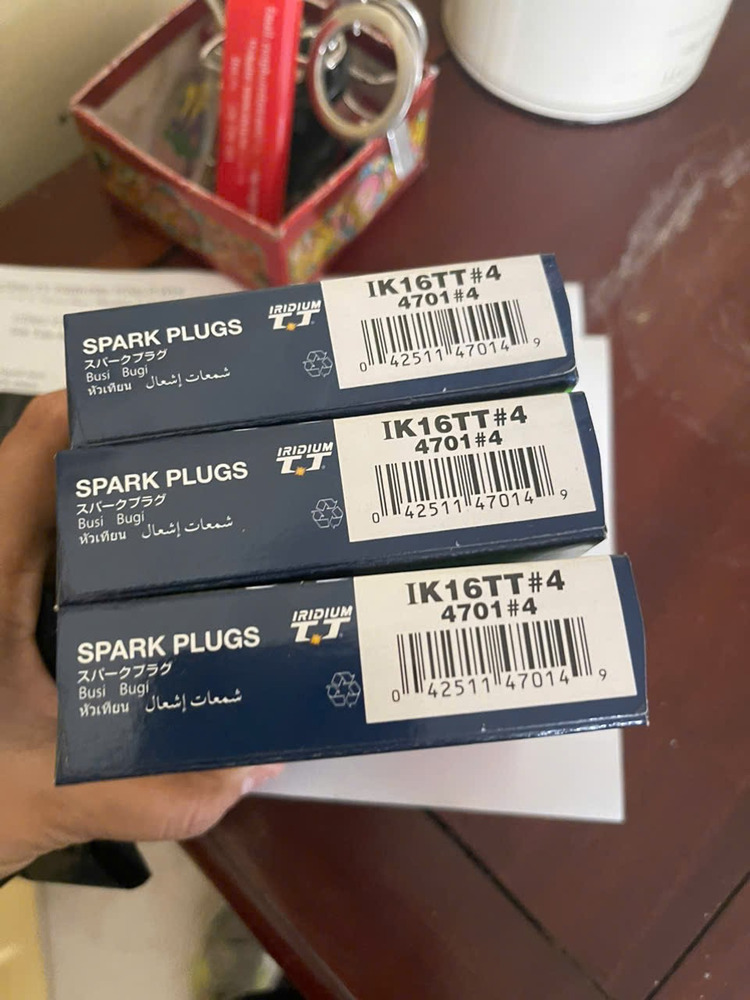 IK16TT#4
4701#4
IRIDIUM
TT
SPARK PLUGS
スパークプラグ
Busi Bugi
หัวเทียน شمعات إشعال
0 42511 47014 9
IK16TT#4
4701#4
IRIDIUM
TT
SPARK PLUGS
スパークプラグ
Busi Bugi
หัวเทียน شمعات إشعال
0 42511 47014 9
IK16TT#4
4701#4
IRIDIUM
TT
SPARK PLUGS
スパークプラグ
Busi Bugi
หัวเทียน شمعات إشعال
0 42511 47014 9